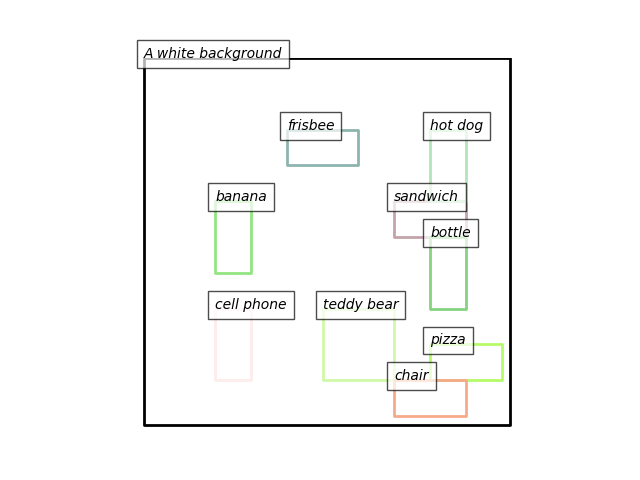 A white background
frisbee
hot dog
banana
sandwich
bottle
cell phone
teddy bear
pizza
chair